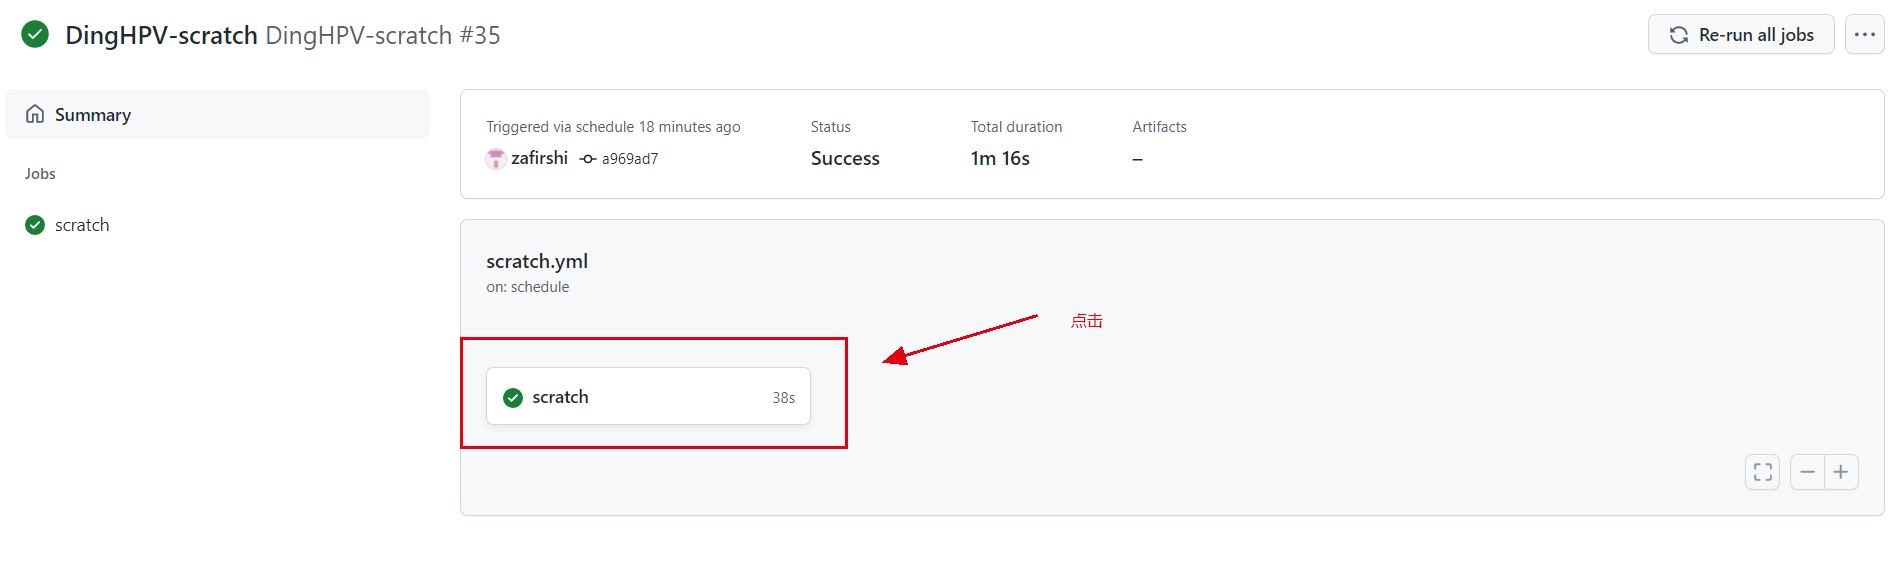 DingHPV-scratch DingHPV-scratch #35
Re-run all jobs
Summary
Jobs
scratch
Triggered via schedule 18 minutes ago
zafirshi a969ad7
Status
Success
Total duration
1m 16s
Artifacts
–
scratch.yml
on: schedule
点击
scratch 38s